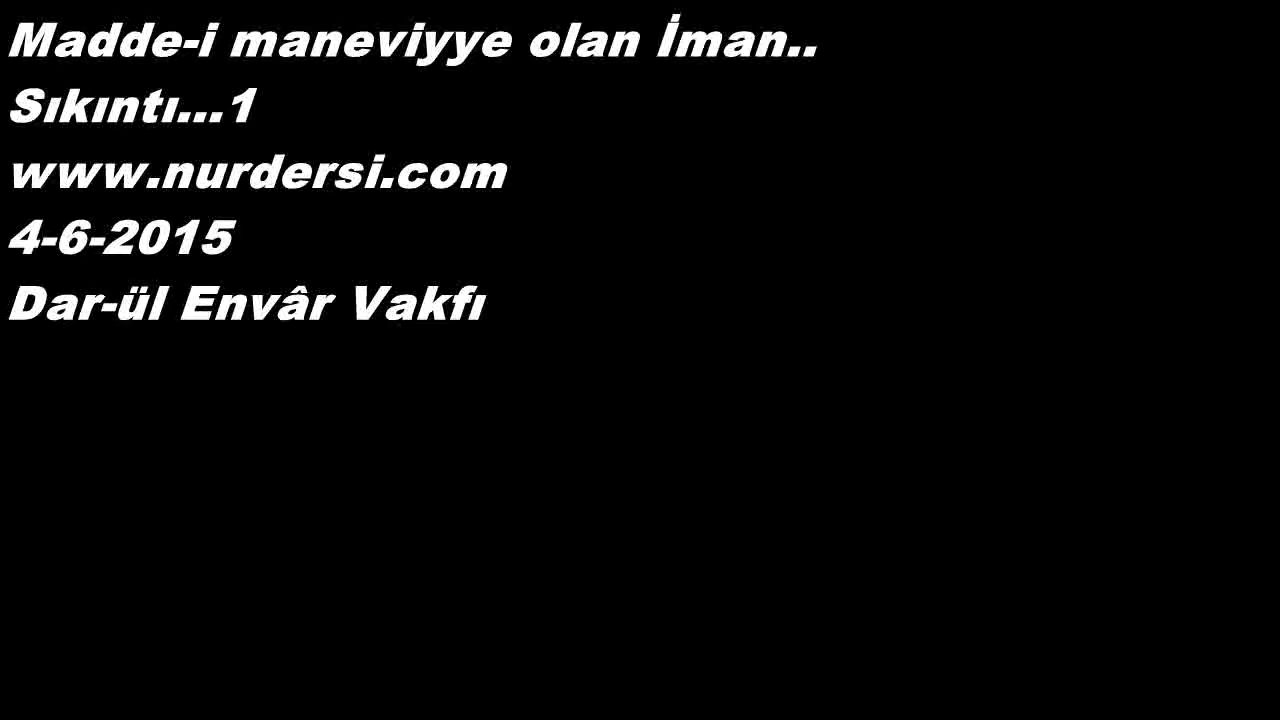 Madde-i maneviyye olan İman..
Sıkıntı...1
www.nurdersi.com
4-6-2015
Dar-ül Envâr Vakfı